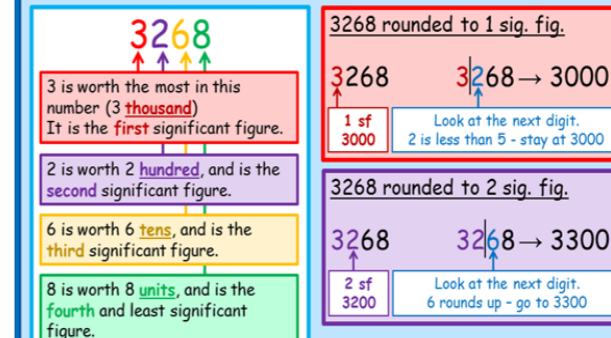 3268
3 is worth the most in this
number (3 thousand)
It is the first significant figure.
2 is worth 2 hundred, and is the
second significant figure.
6 is worth 6 tens, and is the
third significant figure.
8 is worth 8 units, and is the
fourth and least significant
figure.
3268 rounded to 1 sig. fig.
3268 3|268→ 3000
1 sf
3000
Look at the next digit.
2 is less than 5 - stay at 3000
3268 rounded to 2 sig. fig.
3268 32|68→ 3300
2 sf
3200
Look at the next digit.
6 rounds up - go to 3300